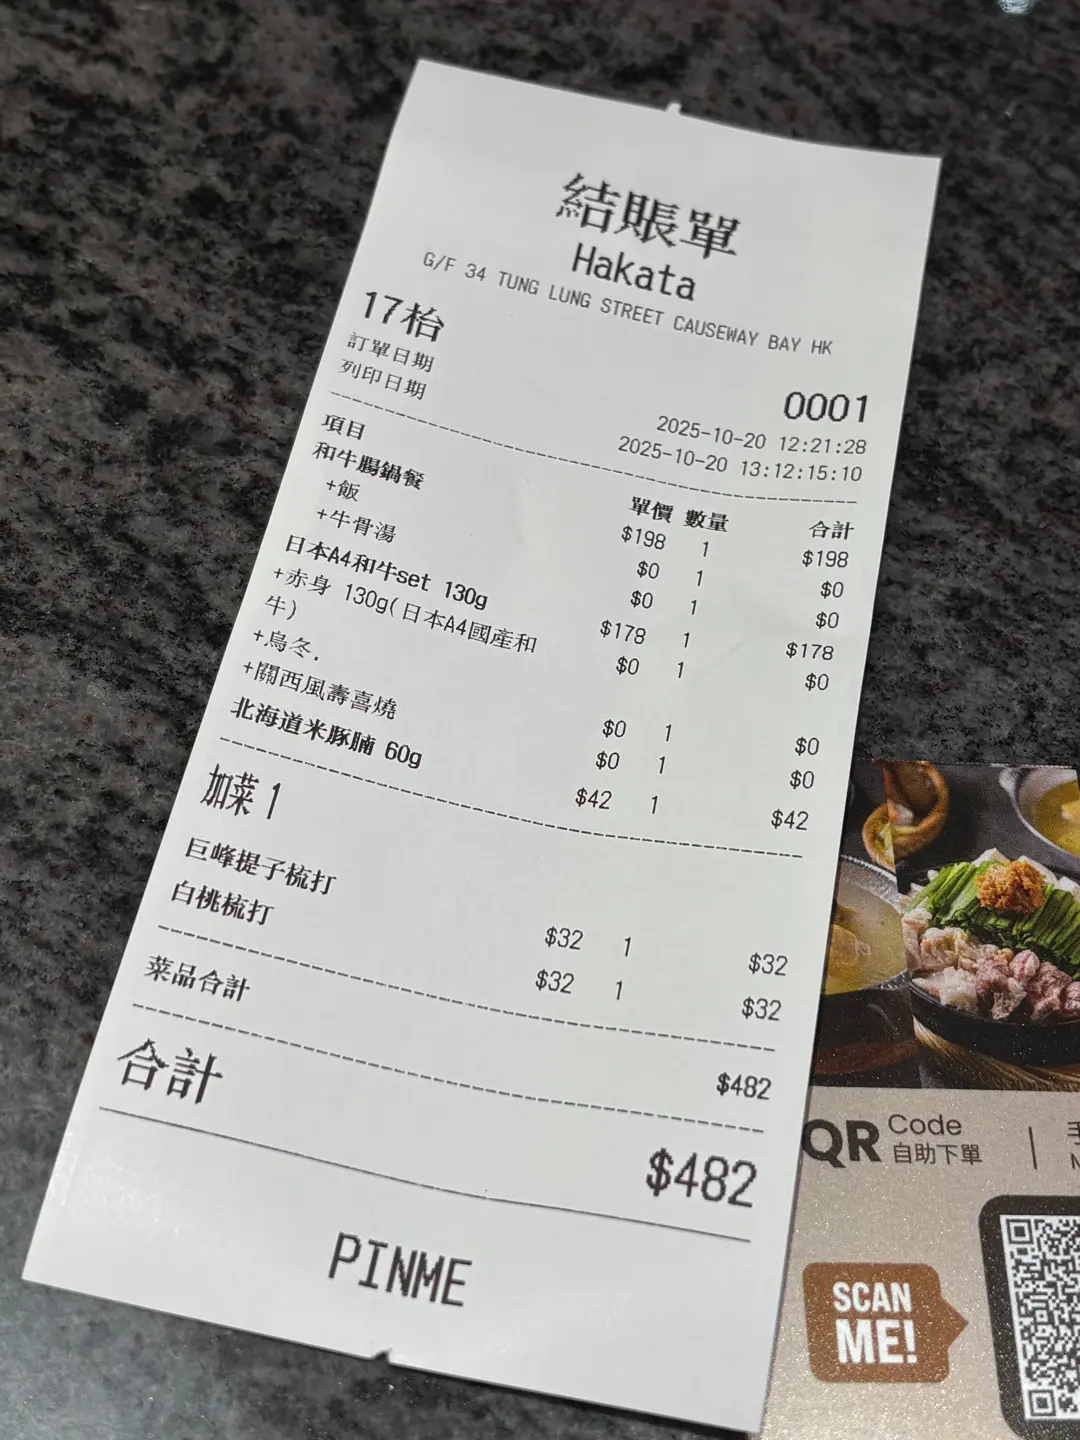 結賬單
Hakata
G/F 34 TUNG LUNG STREET CAUSEWAY BAY HK
17枱
0001
訂單日期 2025-10-20 12:21:28
列印日期 2025-10-20 13:12:15:10
項目 單價 數量 合計
和牛腸鍋餐 $198 1 $198
+飯 $0 1 $0
+牛骨湯 $0 1 $0
日本A4和牛set 130g $178 1 $178
+赤身 130g(日本A4國產和 $0 1 $0
牛)
+烏冬. $0 1 $0
+關西風壽喜燒 $0 1 $0
北海道米豚腩 60g $42 1 $42
加菜 1
巨峰提子梳打 $32 1 $32
白桃梳打 $32 1 $32
菜品合計 $482
合計 $482
PINME
QR Code
自助下單
SCAN
ME!